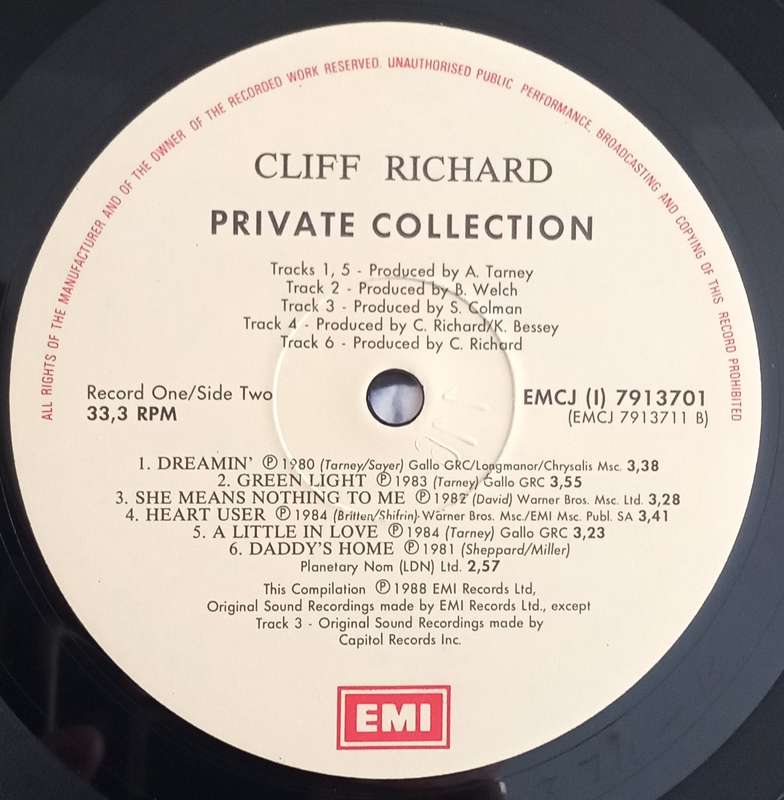 ALL RIGHTS OF THE MANUFACTURER AND OF THE OWNER OF THE RECORDED WORK RESERVED. UNAUTHORISED PUBLIC PERFORMANCE, BROADCASTING AND COPYING OF THIS RECORD PROHIBITED
CLIFF RICHARD
PRIVATE COLLECTION
Tracks 1, 5 - Produced by A. Tarney
Track 2 - Produced by B. Welch
Track 3 - Produced by S. Colman
Track 4 - Produced by C. Richard/K. Bessey
Track 6 - Produced by C. Richard
Record One/Side Two
33,3 RPM
EMCJ (I) 7913701
(EMCJ 7913711 B)
1. DREAMIN' ℗ 1980 (Tarney/Sayer) Gallo GRC/Longmanor/Chrysalis Msc. 3,38
2. GREEN LIGHT ℗ 1983 (Tarney) Gallo GRC 3,55
3. SHE MEANS NOTHING TO ME ℗ 1982 (David) Warner Bros. Msc. Ltd. 3,28
4. HEART USER ℗ 1984 (Britten/Shifrin) Warner Bros. Msc./EMI Msc. Publ. SA 3,41
5. A LITTLE IN LOVE ℗ 1984 (Tarney) Gallo GRC 3,23
6. DADDY'S HOME ℗ 1981 (Sheppard/Miller)
Planetary Nom (LDN) Ltd. 2,57
This Compilation ℗ 1988 EMI Records Ltd,
Original Sound Recordings made by EMI Records Ltd., except
Track 3 - Original Sound Recordings made by
Capitol Records Inc.
EMI